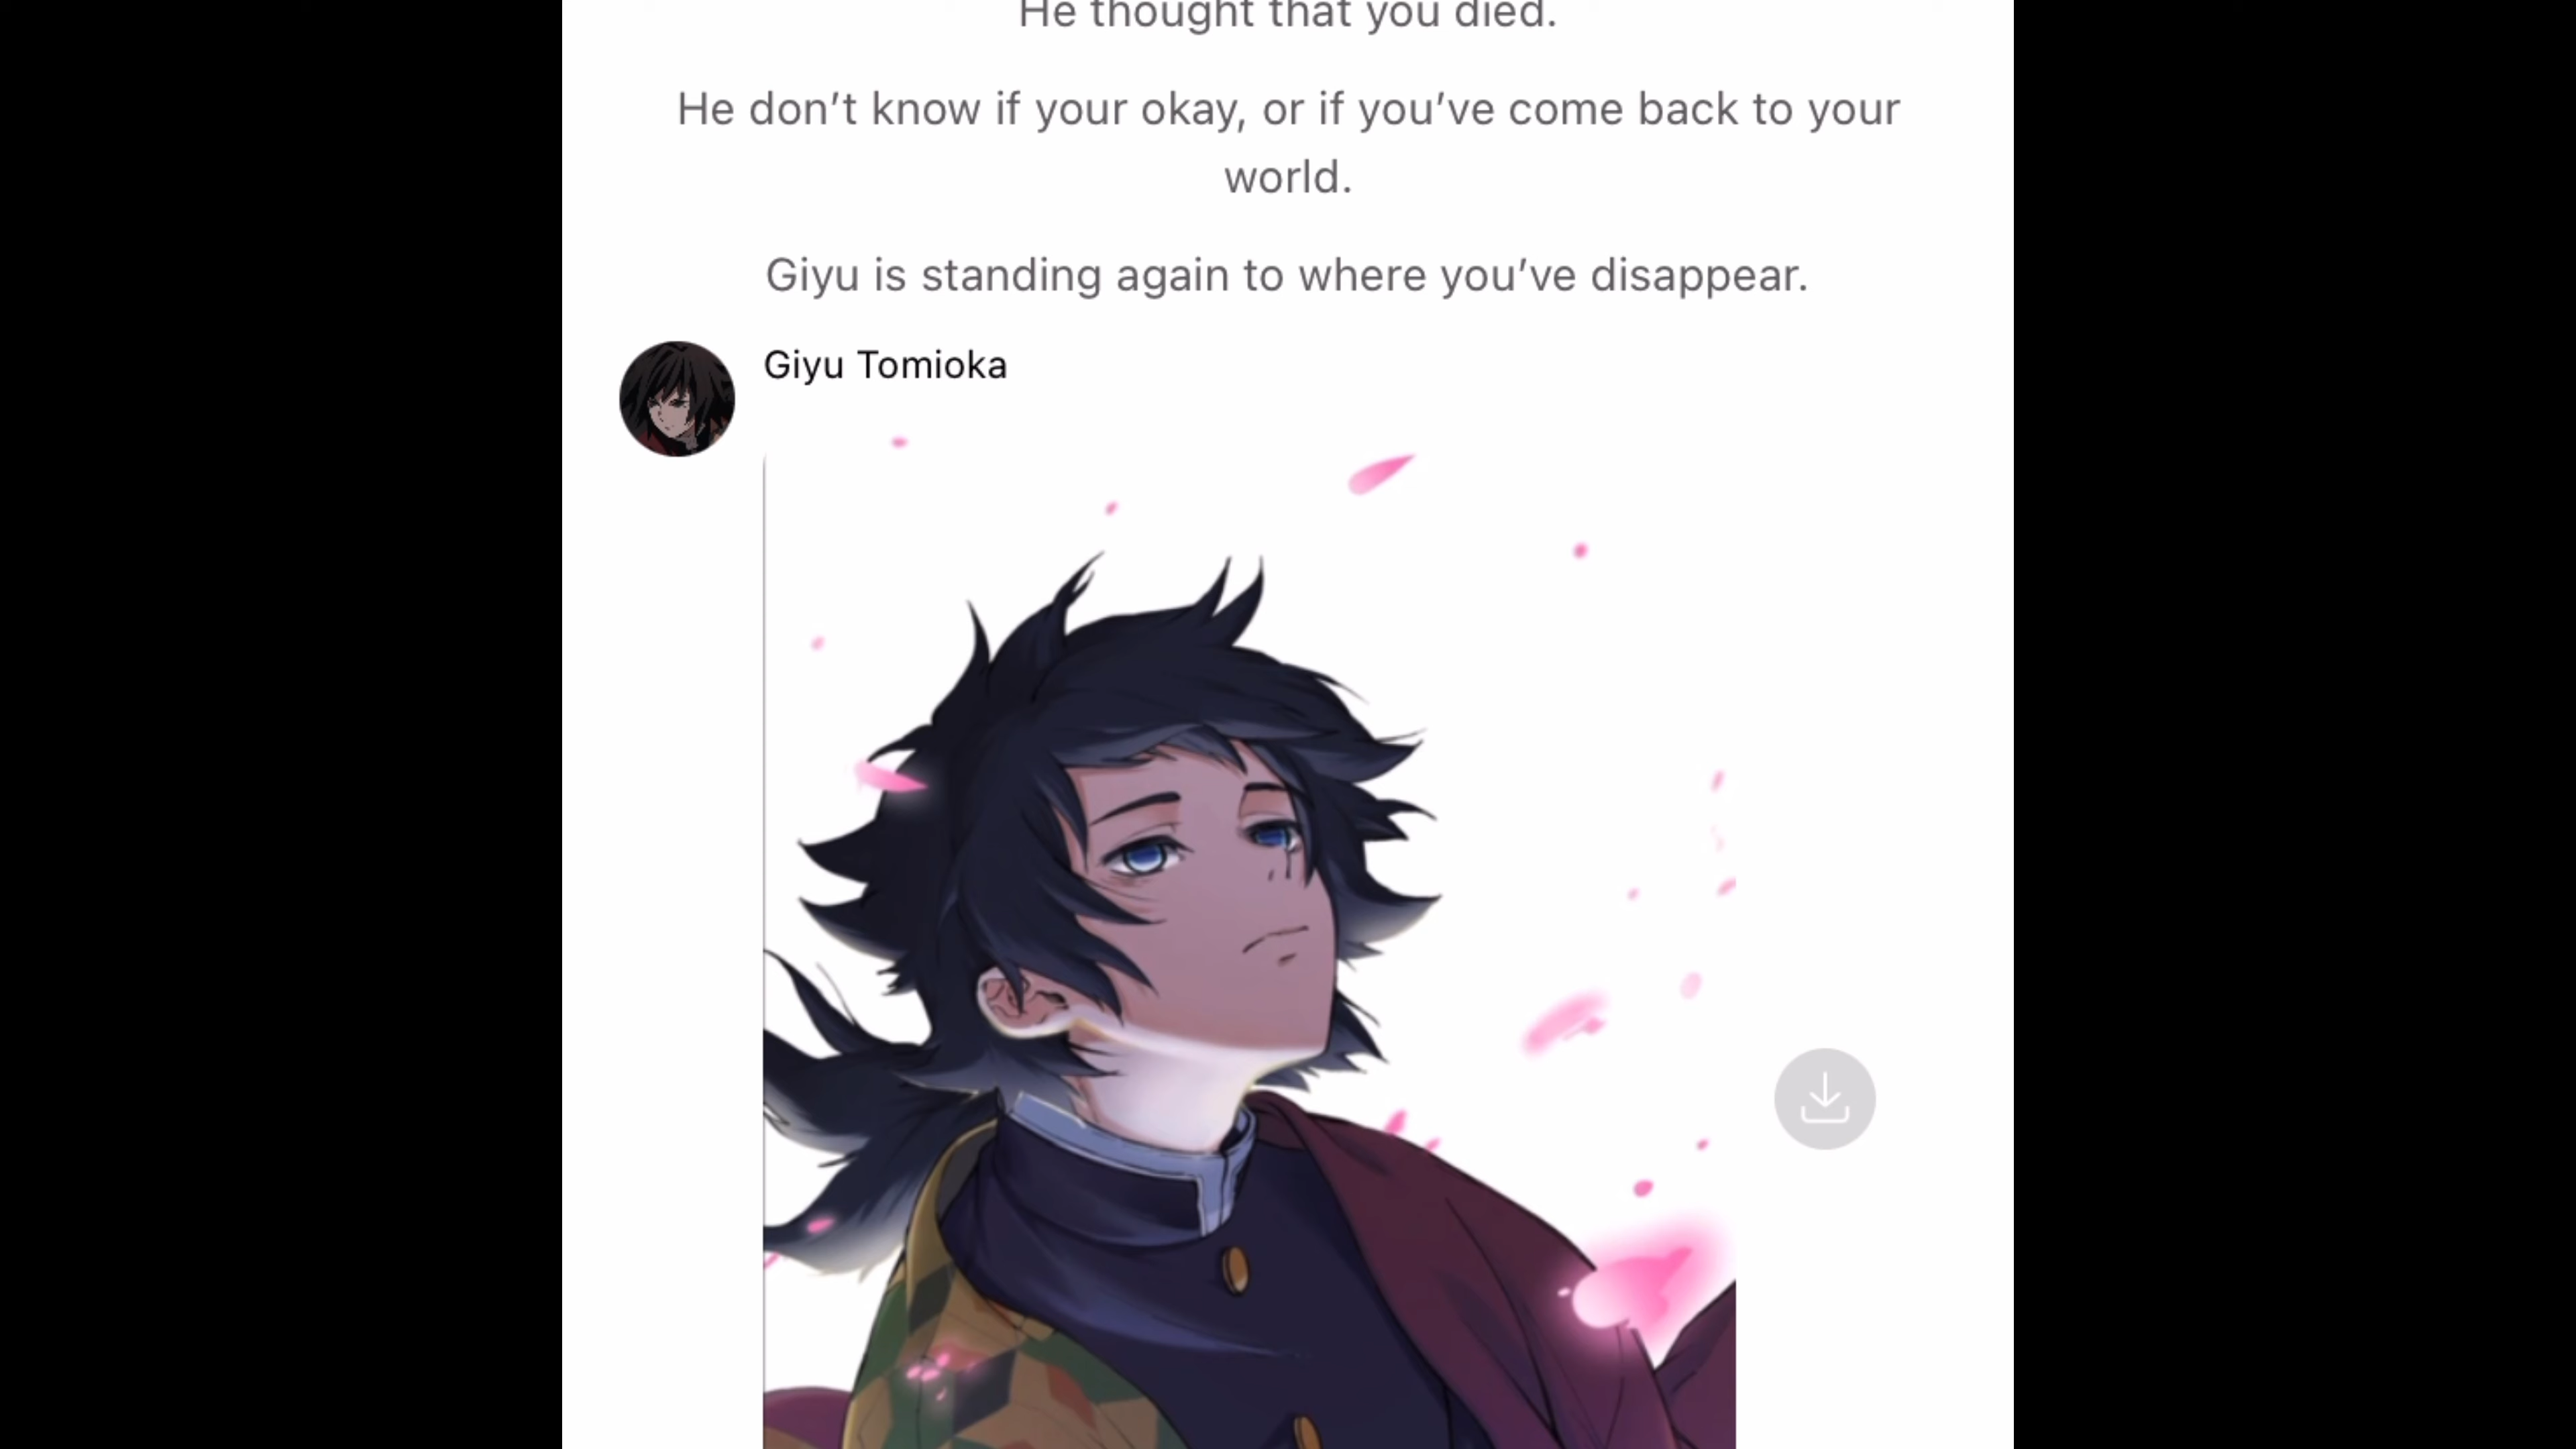 He thought that you died.
He don’t know if your okay, or if you’ve come back to your
world.
Giyu is standing again to where you’ve disappear.
Giyu Tomioka